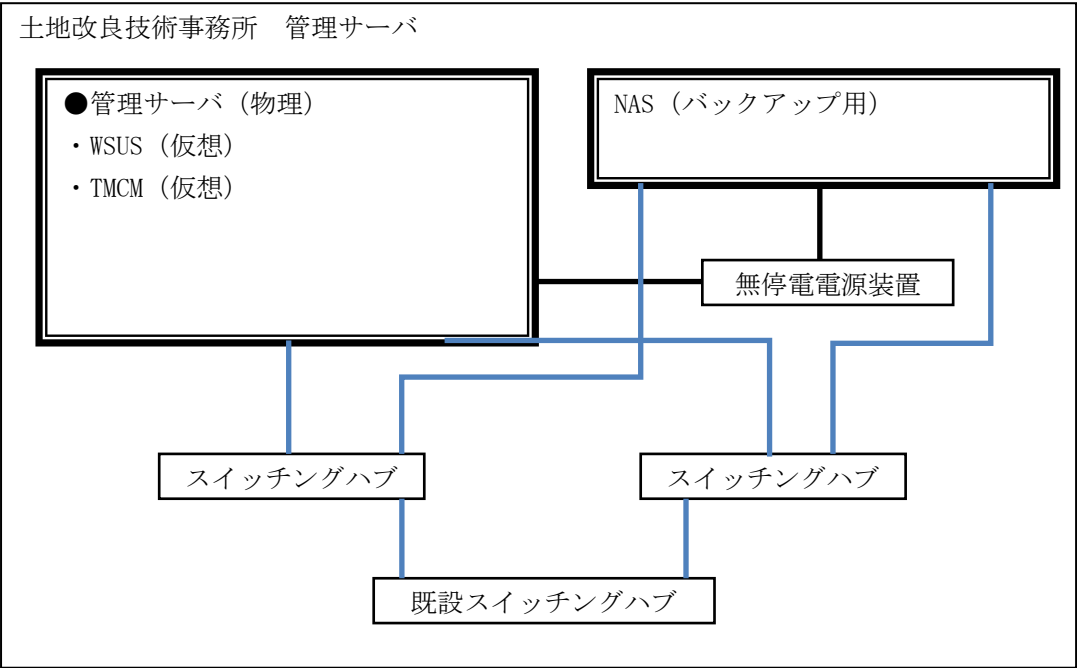 土地改良技術事務所　管理サーバ
●管理サーバ（物理）
・WSUS（仮想）
・TMCM（仮想）
NAS（バックアップ用）
無停電電源装置
スイッチングハブ
スイッチングハブ
既設スイッチングハブ